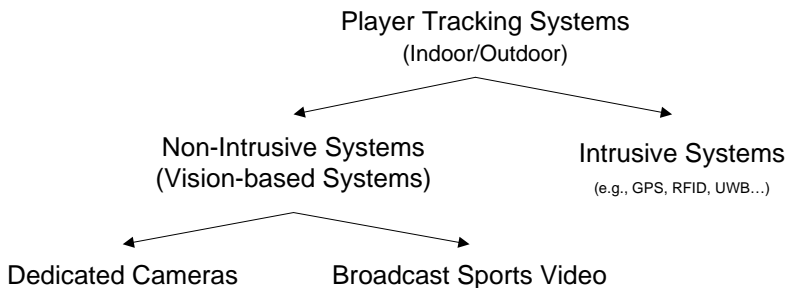 Player Tracking Systems
(Indoor/Outdoor)
Non-Intrusive Systems
(Vision-based Systems)
Intrusive Systems
(e.g., GPS, RFID, UWB…)
Dedicated Cameras
Broadcast Sports Video